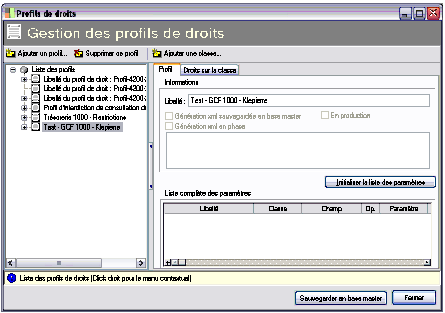 Profils de droits
Gestion des profils de droits
Ajouter un profil... Supprimer ce profil Ajouter une classe...
Liste des profils
Libellé du profil de droit : Profil-4200
Libellé du profil de droit : Profil-4200
Libellé du profil de droit : Profil-4200
Profil d'interdiction de consultation d
Trésorerie 1000 - Restrictions
Test - GCF 1000 - Klepierre
Profil Droits sur la classe
Informations
Libellé : Test - GCF 1000 - Klepierre
Génération xml sauvegardée en base master En production
Génération xml en phase
Initialiser la liste des paramètres
Liste complète des paramètres
Libellé Classe Champ Op. Paramètre
Liste des profils de droits (Click droit pour le menu contextuel)
Sauvegarder en base master Fermer